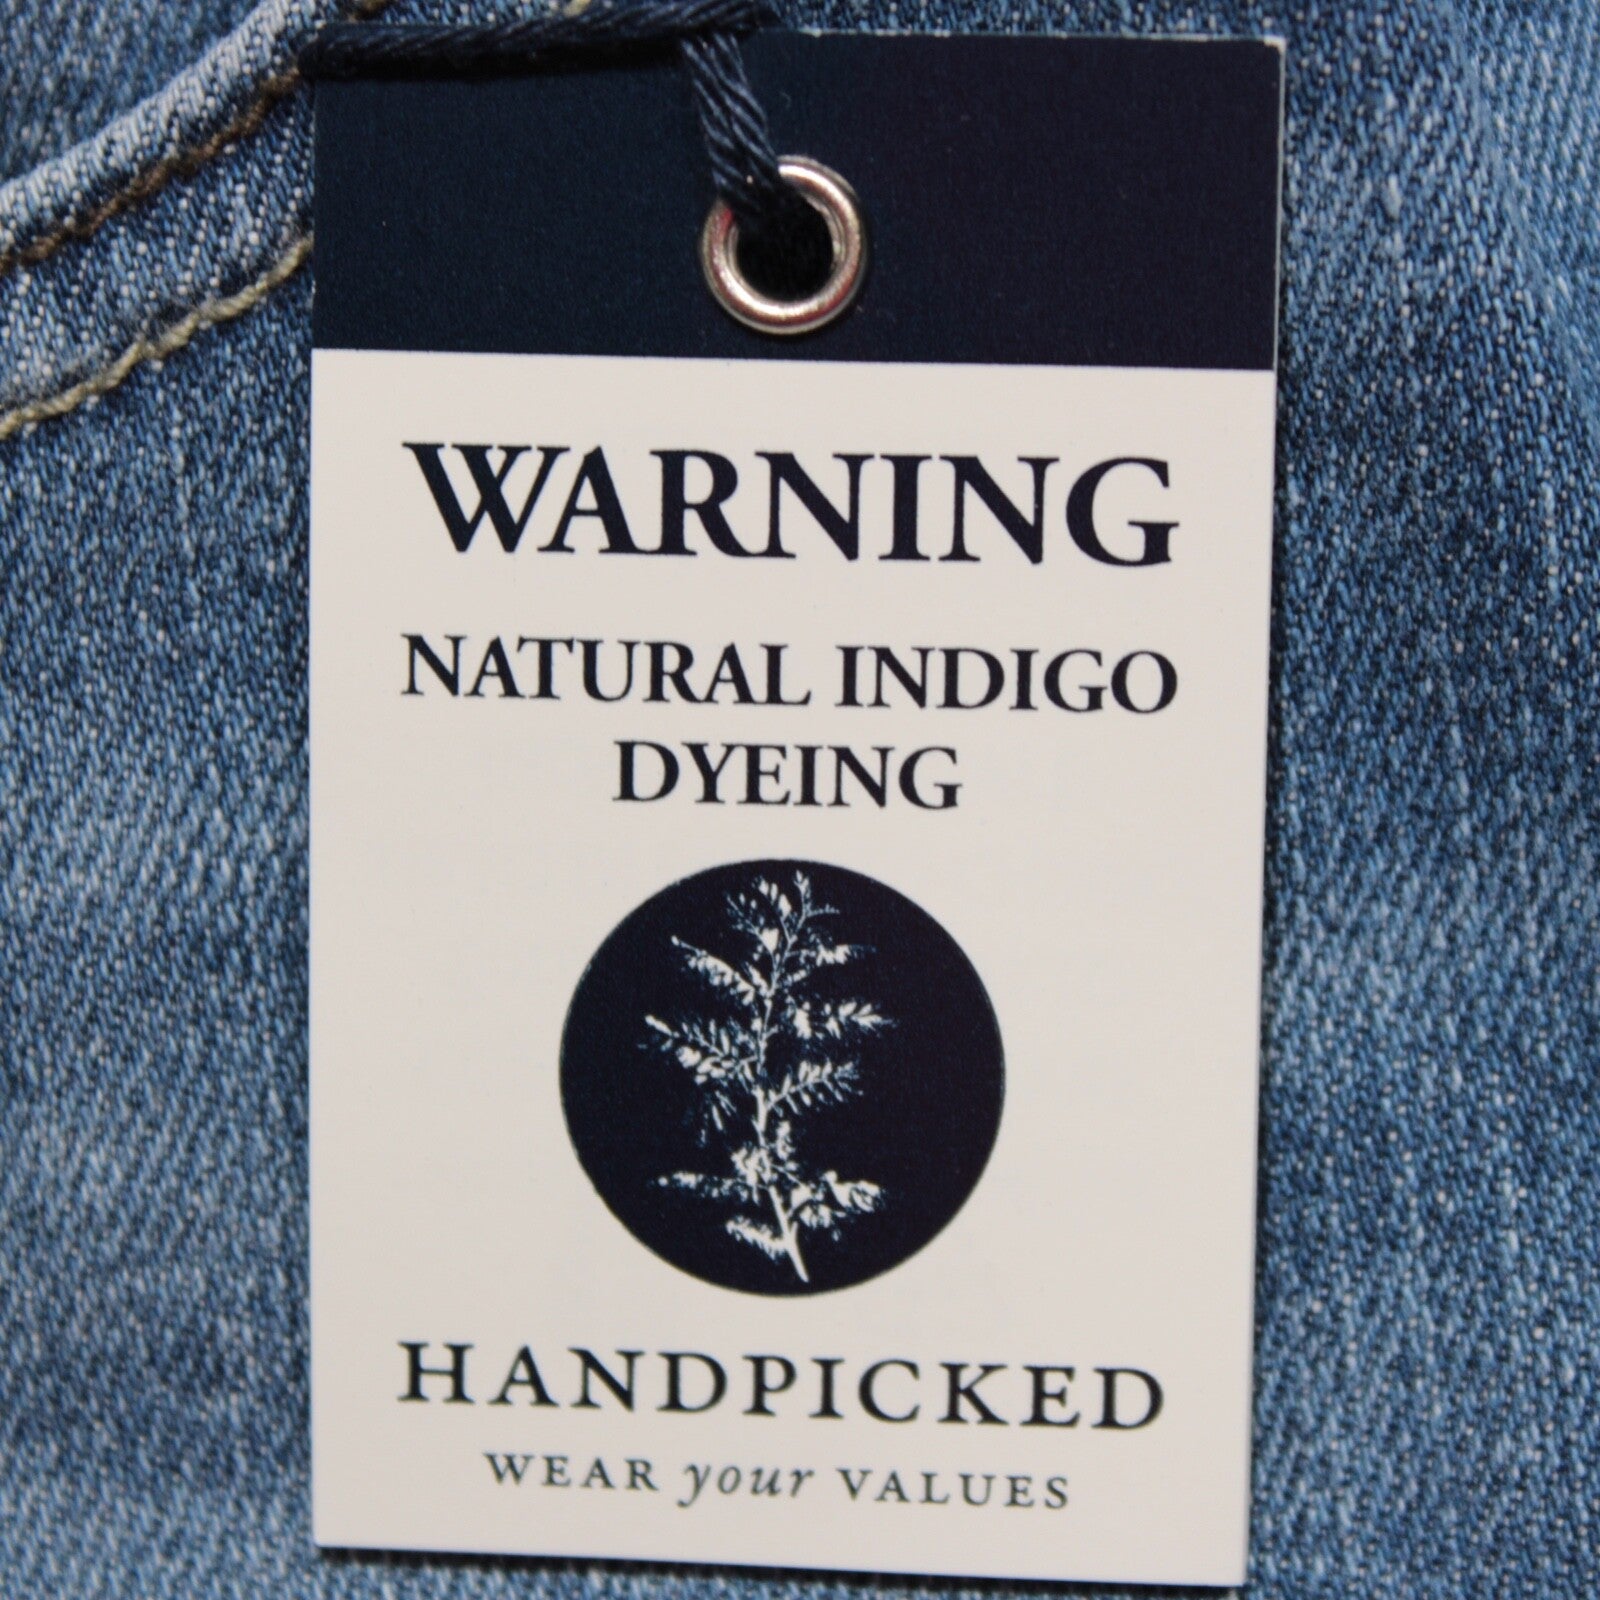 WARNING
NATURAL INDIGO
DYEING
HANDPICKED
WEAR your VALUES